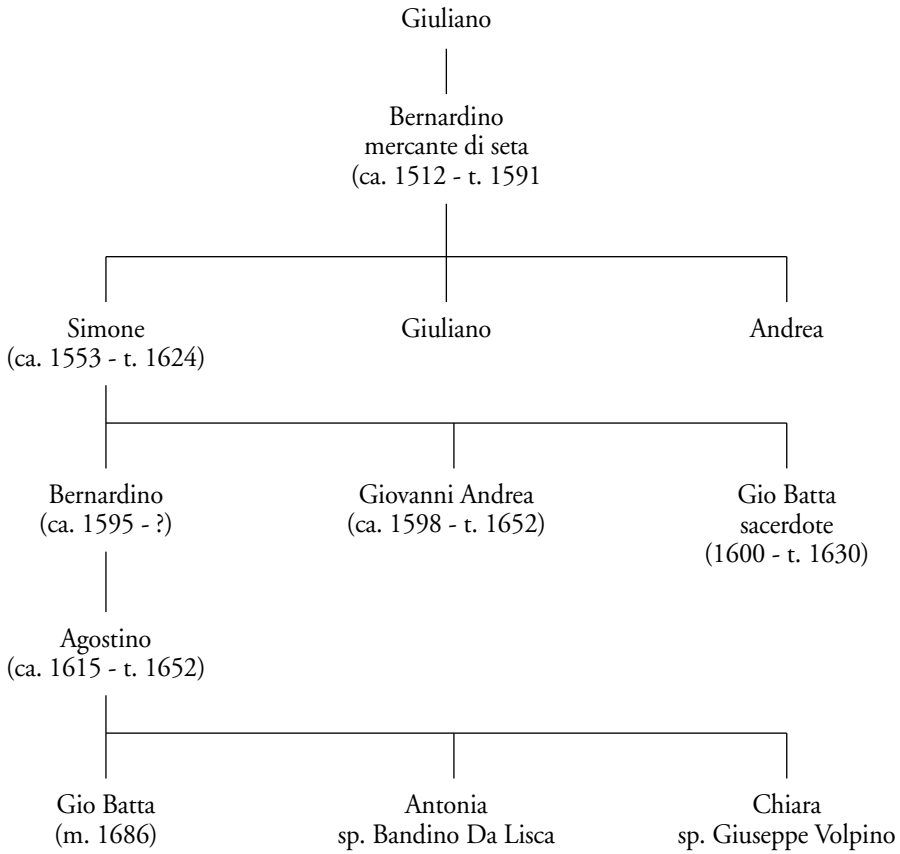 Giuliano
Bernardino
mercante di seta
(ca. 1512 - t. 1591
Simone
(ca. 1553 - t. 1624)
Giuliano
Andrea
Bernardino
(ca. 1595 - ?)
Giovanni Andrea
(ca. 1598 - t. 1652)
Gio Batta
sacerdote
(1600 - t. 1630)
Agostino
(ca. 1615 - t. 1652)
Gio Batta
(m. 1686)
Antonia
sp. Bandino Da Lisca
Chiara
sp. Giuseppe Volpino